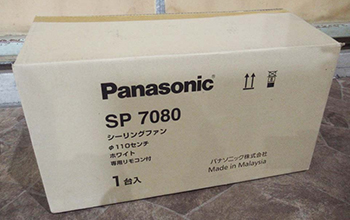 Panasonic
SP 7080
シーリングファン
φ110センチ
ホワイト
専用リモコン付
1台入
パナソニック株式会社
Made in Malaysia